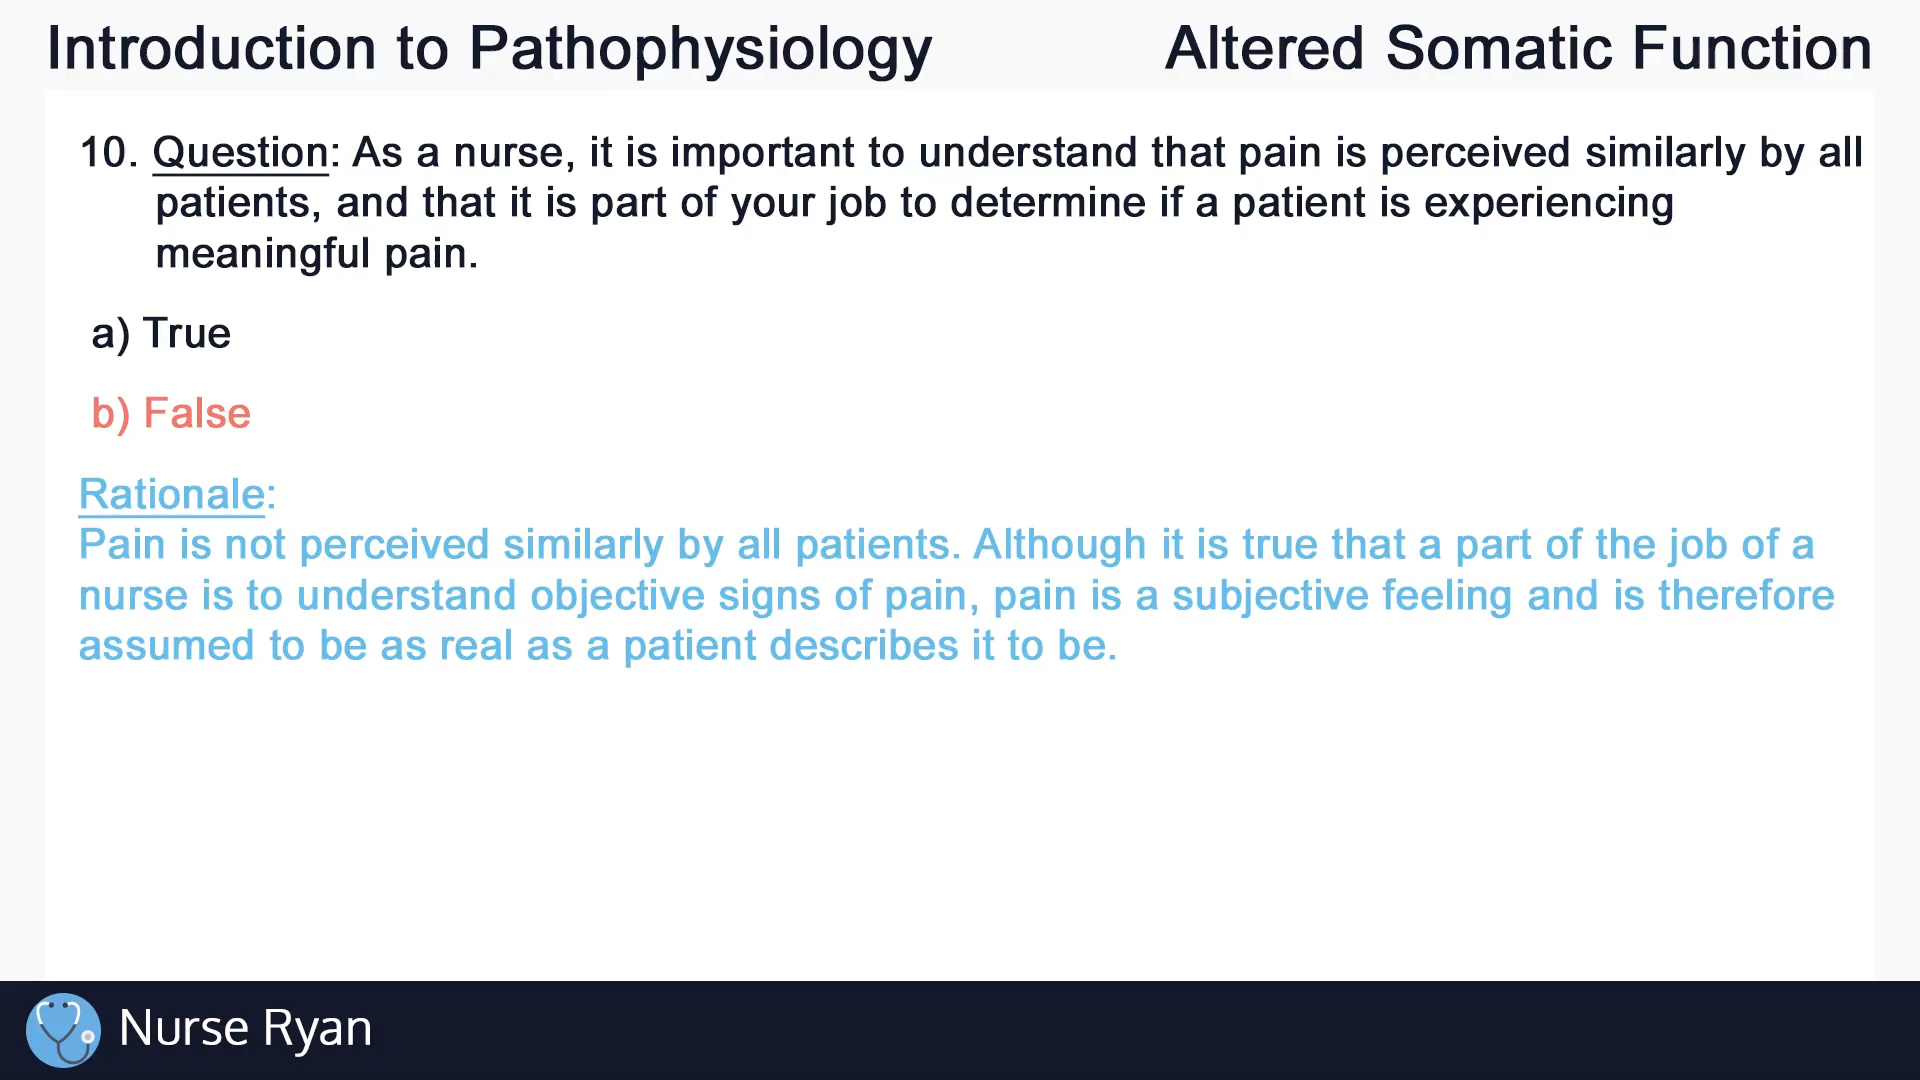 Introduction to Pathophysiology
Altered Somatic Function
10. Question: As a nurse, it is important to understand that pain is perceived similarly by all
patients, and that it is part of your job to determine if a patient is experiencing
meaningful pain.
a) True
b) False
Rationale:
Pain is not perceived similarly by all patients. Although it is true that a part of the job of a
nurse is to understand objective signs of pain, pain is a subjective feeling and is therefore
assumed to be as real as a patient describes it to be.
Nurse Ryan